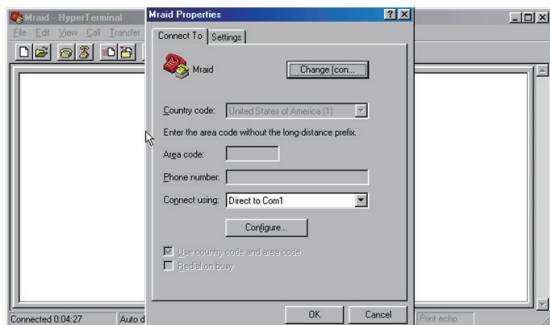 Mraid - HyperTerminal
Mraid Properties
File Edit View Call Transfer
Connect To Settings
Mraid
Change Icon...
Country code: United States of America (1)
Enter the area code without the long-distance prefix.
Area code:
Phone number:
Connect using: Direct to Com1
Configure...
Use country code and area code
Redial on busy
OK Cancel
Connected 0:04:27 Auto d Print echo